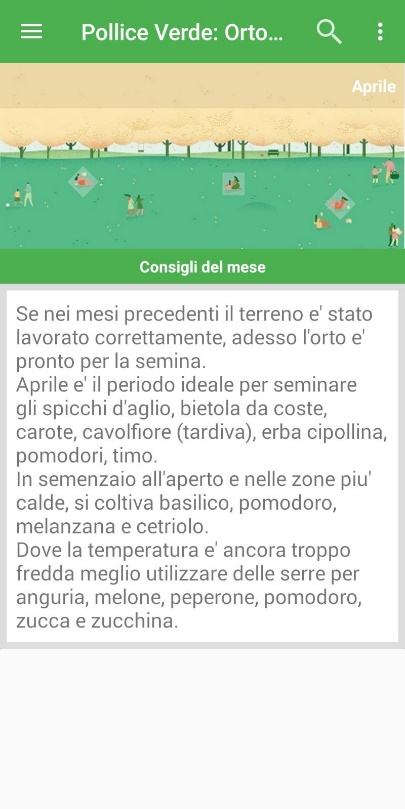 Pollice Verde: Orto...
Aprile
Consigli del mese
Se nei mesi precedenti il terreno e' stato
lavorato correttamente, adesso l'orto e'
pronto per la semina.
Aprile e' il periodo ideale per seminare
gli spicchi d'aglio, bietola da coste,
carote, cavolfiore (tardiva), erba cipollina,
pomodori, timo.
In semenzaio all'aperto e nelle zone piu'
calde, si coltiva basilico, pomodoro,
melanzana e cetriolo.
Dove la temperatura e' ancora troppo
fredda meglio utilizzare delle serre per
anguria, melone, peperone, pomodoro,
zucca e zucchina.